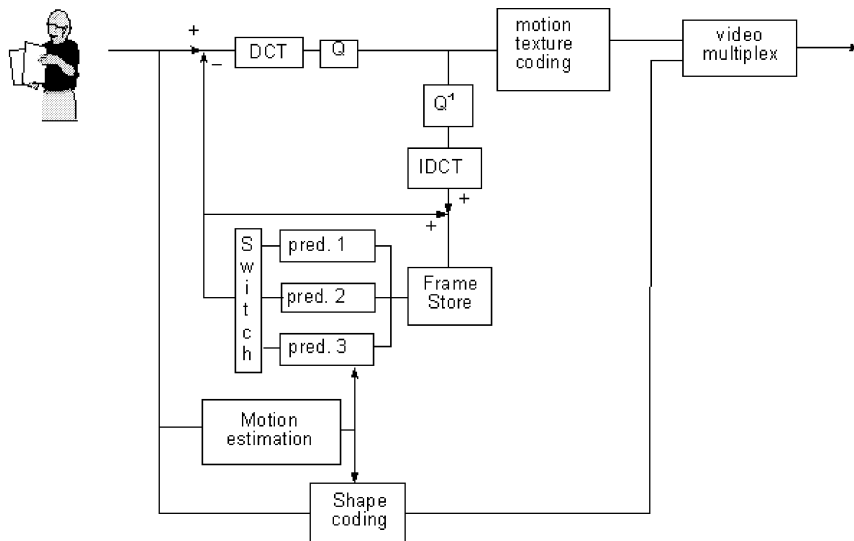 +
−
DCT
Q
motion
texture
coding
video
multiplex
Q⁻¹
IDCT
+
+
Switch
pred. 1
pred. 2
pred. 3
Frame
Store
Motion
estimation
Shape
coding